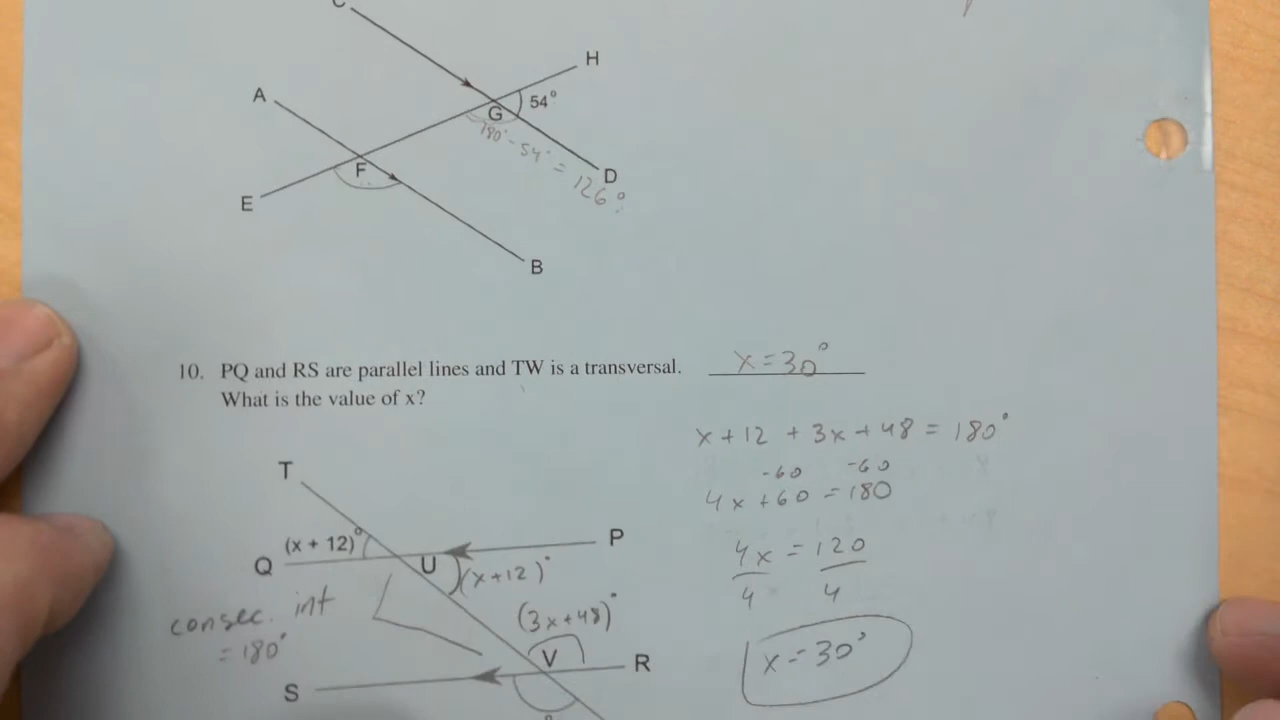 H
A
G
54°
180° - 54° = 126°
F
D
E
B
10. PQ and RS are parallel lines and TW is a transversal.
x = 30°
What is the value of x?
x + 12 + 3x + 48 = 180°
-60 -60
4x + 60 = 180
4x = 120
4 4
x = 30°
T
(x + 12)°
P
Q
U
(x + 12)°
consec. int
= 180°
(3x + 48)°
V
R
S